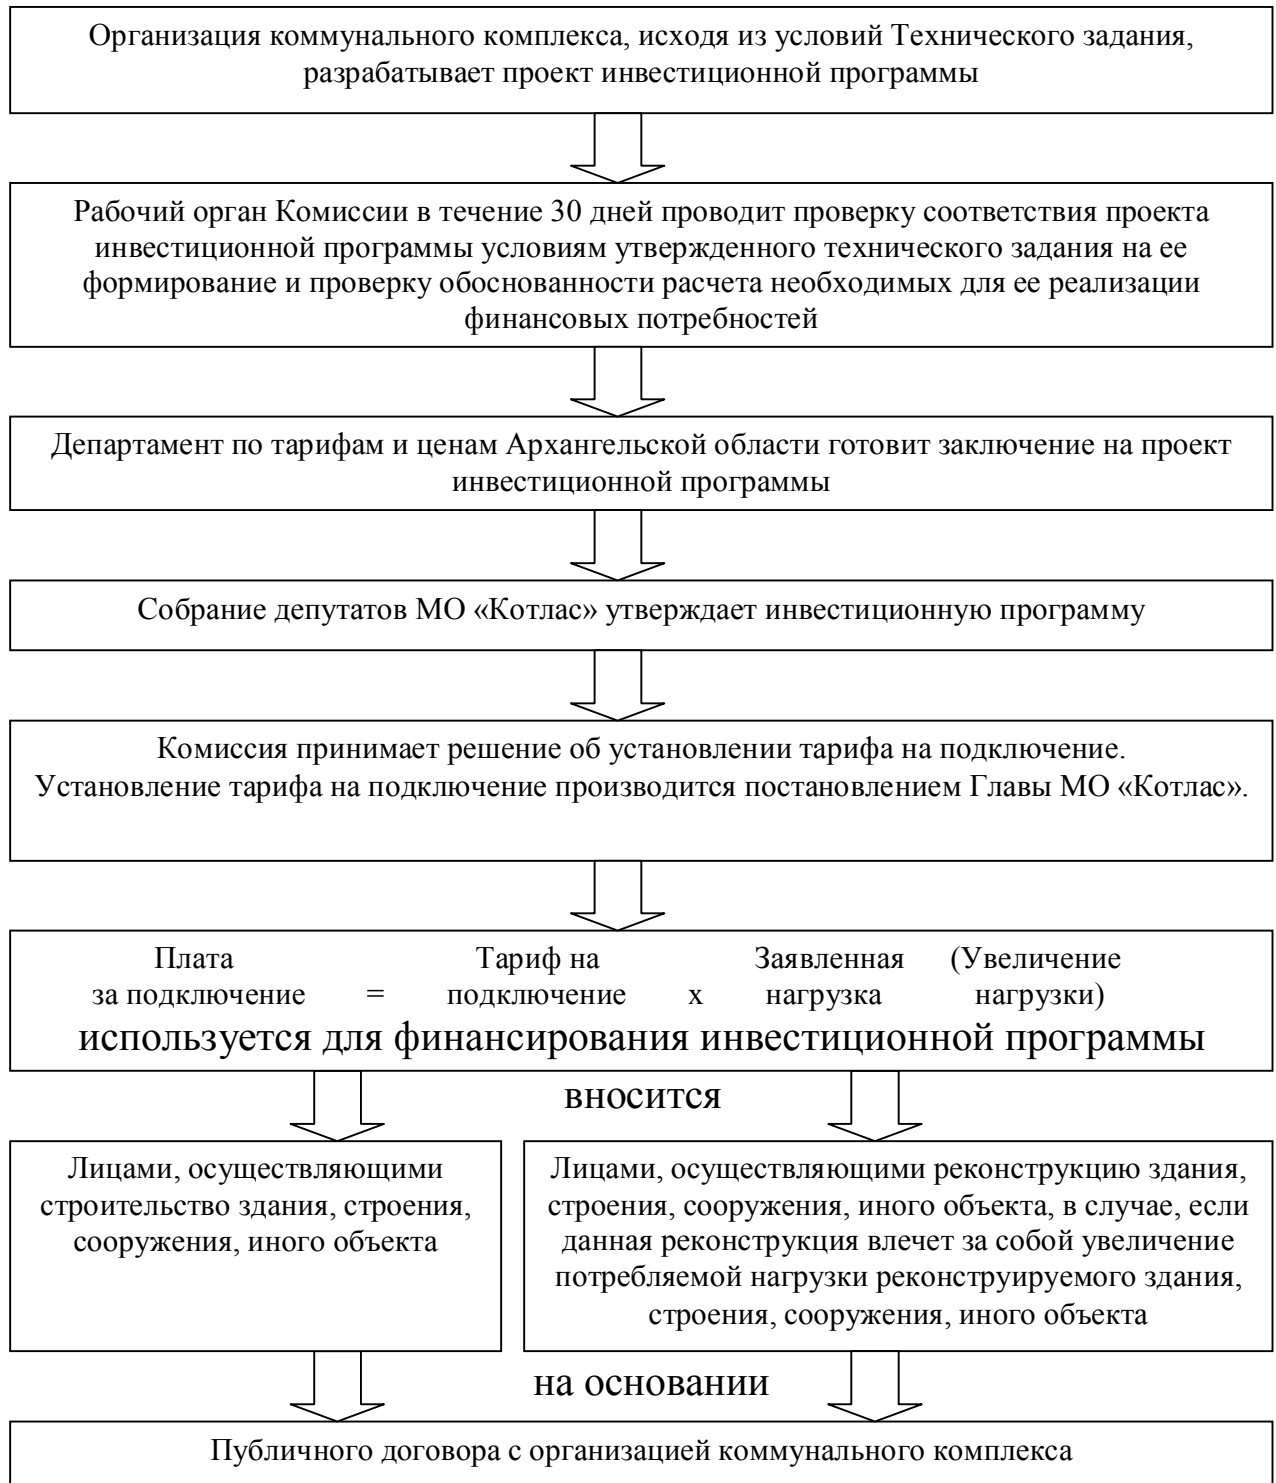 Организация коммунального комплекса, исходя из условий Технического задания,
разрабатывает проект инвестиционной программы
Рабочий орган Комиссии в течение 30 дней проводит проверку соответствия проекта
инвестиционной программы условиям утвержденного технического задания на ее
формирование и проверку обоснованности расчета необходимых для ее реализации
финансовых потребностей
Департамент по тарифам и ценам Архангельской области готовит заключение на проект
инвестиционной программы
Собрание депутатов МО «Котлас» утверждает инвестиционную программу
Комиссия принимает решение об установлении тарифа на подключение.
Установление тарифа на подключение производится постановлением Главы МО «Котлас».
Плата Тариф на Заявленная (Увеличение
за подключение = подключение х нагрузка нагрузки)
используется для финансирования инвестиционной программы
вносится
Лицами, осуществляющими
строительство здания, строения,
сооружения, иного объекта
Лицами, осуществляющими реконструкцию здания,
строения, сооружения, иного объекта, в случае, если
данная реконструкция влечет за собой увеличение
потребляемой нагрузки реконструируемого здания,
строения, сооружения, иного объекта
на основании
Публичного договора с организацией коммунального комплекса